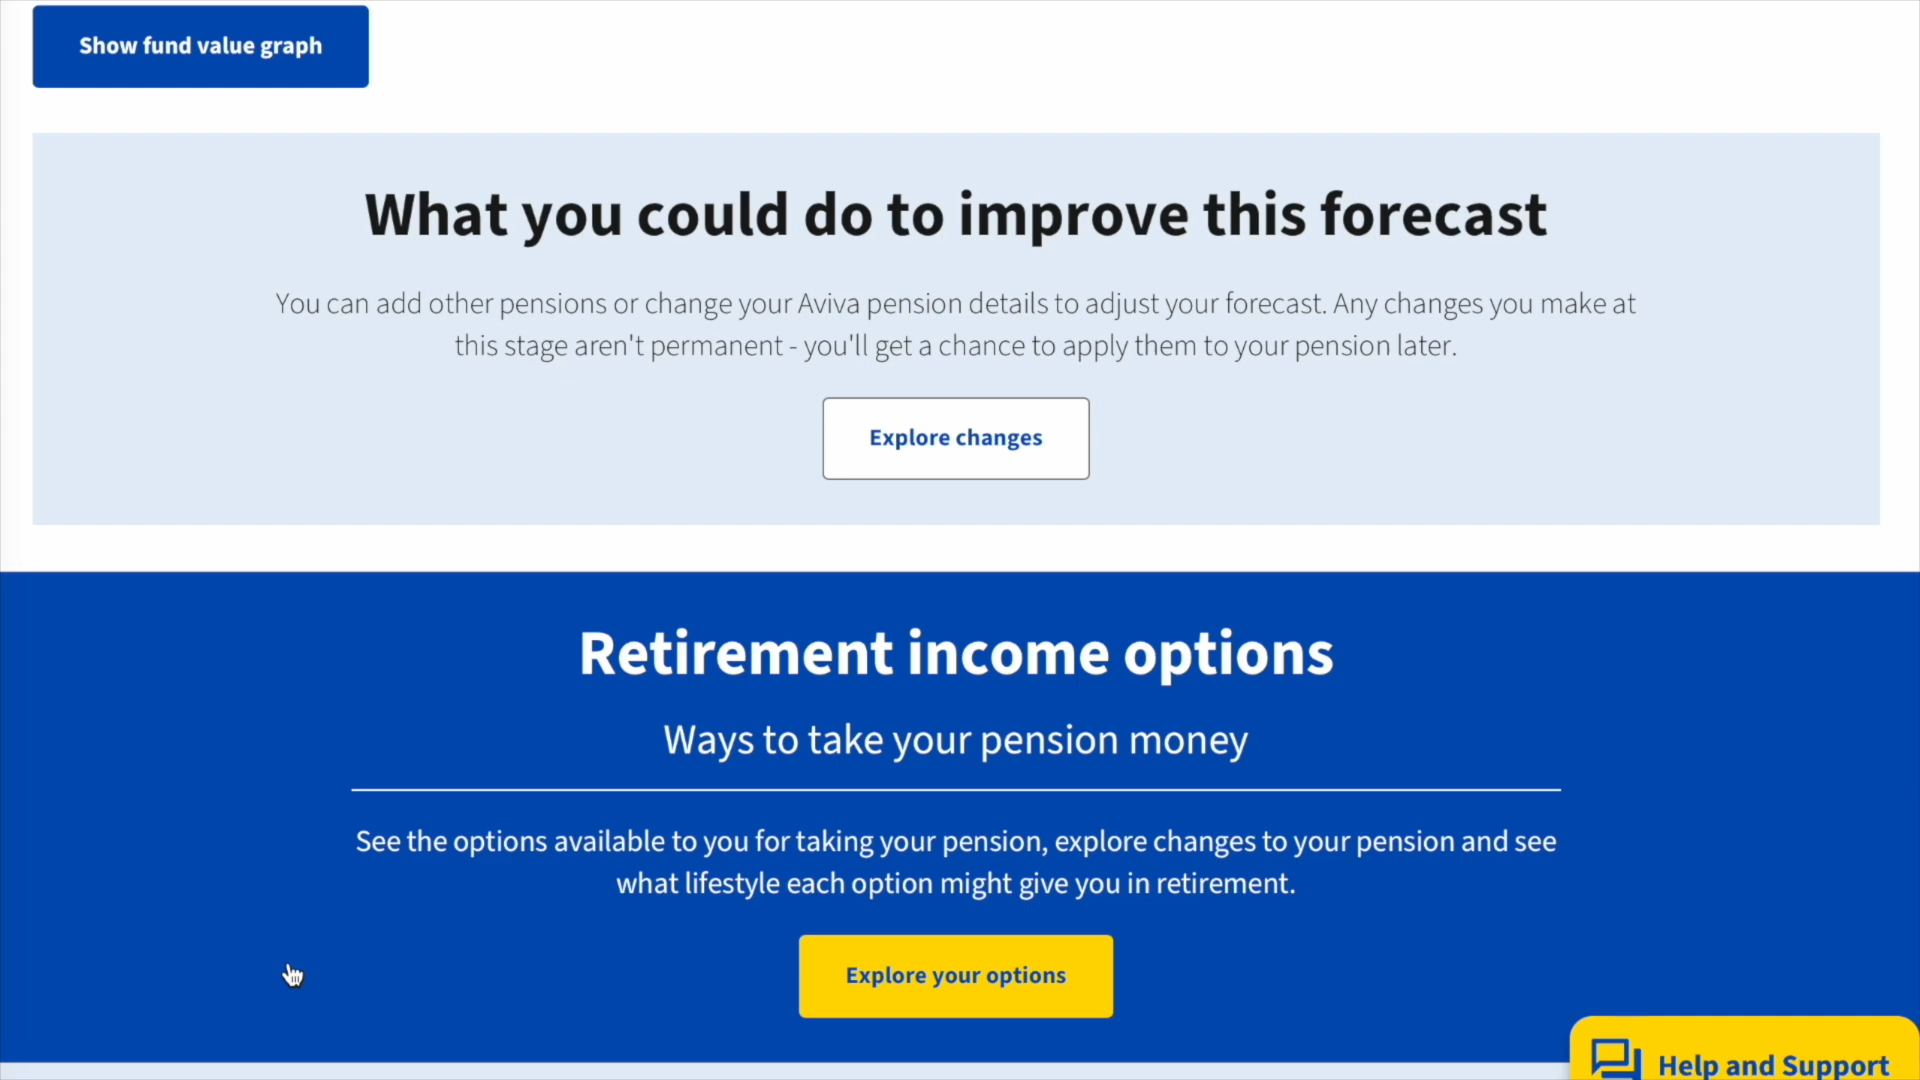 Show fund value graph
What you could do to improve this forecast
You can add other pensions or change your Aviva pension details to adjust your forecast. Any changes you make at
this stage aren't permanent - you'll get a chance to apply them to your pension later.
Explore changes
Retirement income options
Ways to take your pension money
See the options available to you for taking your pension, explore changes to your pension and see
what lifestyle each option might give you in retirement.
Explore your options
Help and Support